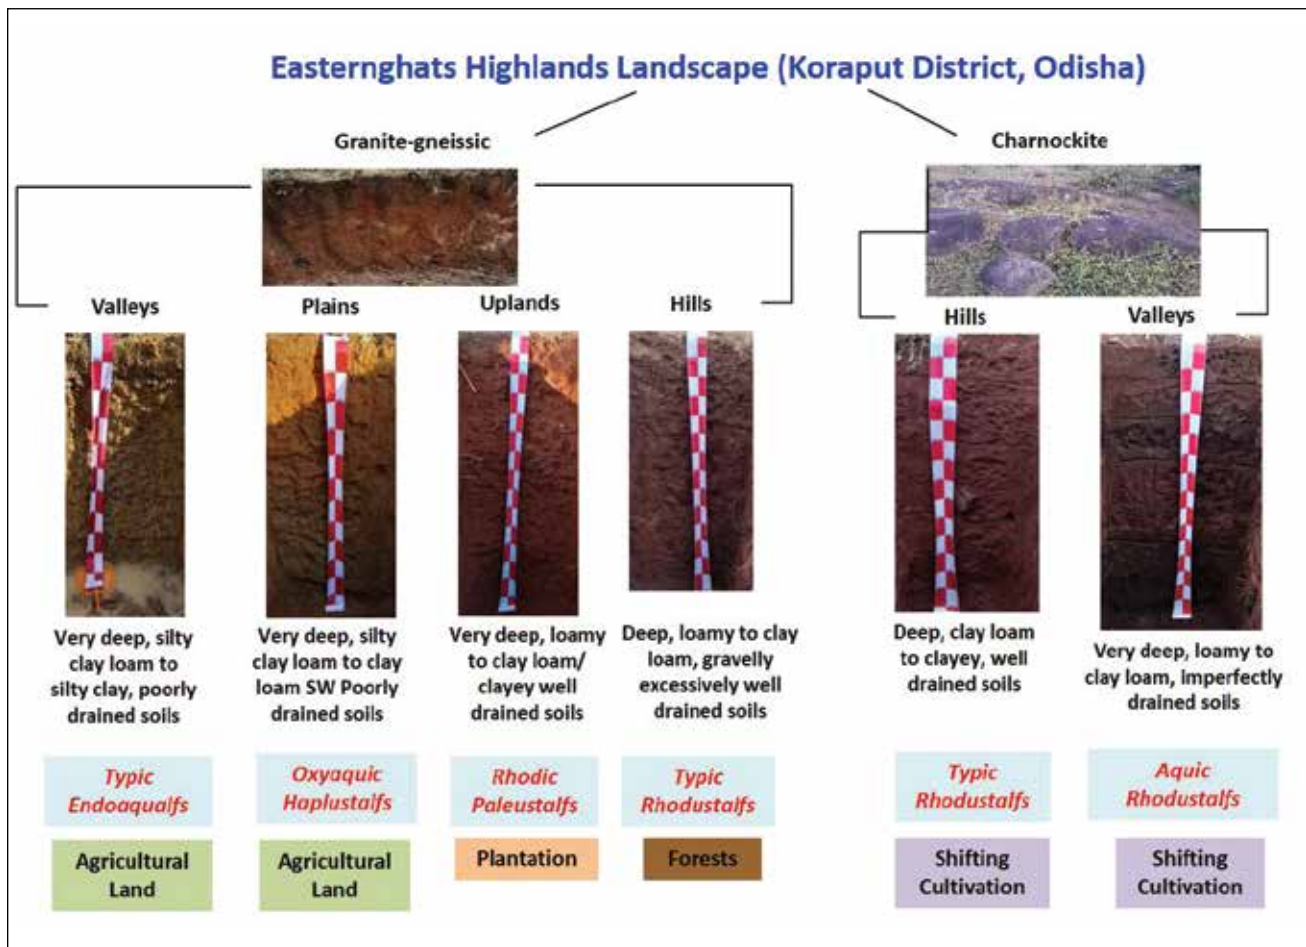 Easternghats Highlands Landscape (Koraput District, Odisha)
Granite-gneissic
Charnockite
Valleys
Plains
Uplands
Hills
Hills
Valleys
Very deep, silty
clay loam to
silty clay, poorly
drained soils
Very deep, silty
clay loam to clay
loam SW Poorly
drained soils
Very deep, loamy
to clay loam/
clayey well
drained soils
Deep, loamy to clay
loam, gravelly
excessively well
drained soils
Deep, clay loam
to clayey, well
drained soils
Very deep, loamy to
clay loam, imperfectly
drained soils
Typic
Endoaqualfs
Oxyaquic
Haplustalfs
Rhodic
Paleustalfs
Typic
Rhodustalfs
Typic
Rhodustalfs
Aquic
Rhodustalfs
Agricultural
Land
Agricultural
Land
Plantation
Forests
Shifting
Cultivation
Shifting
Cultivation